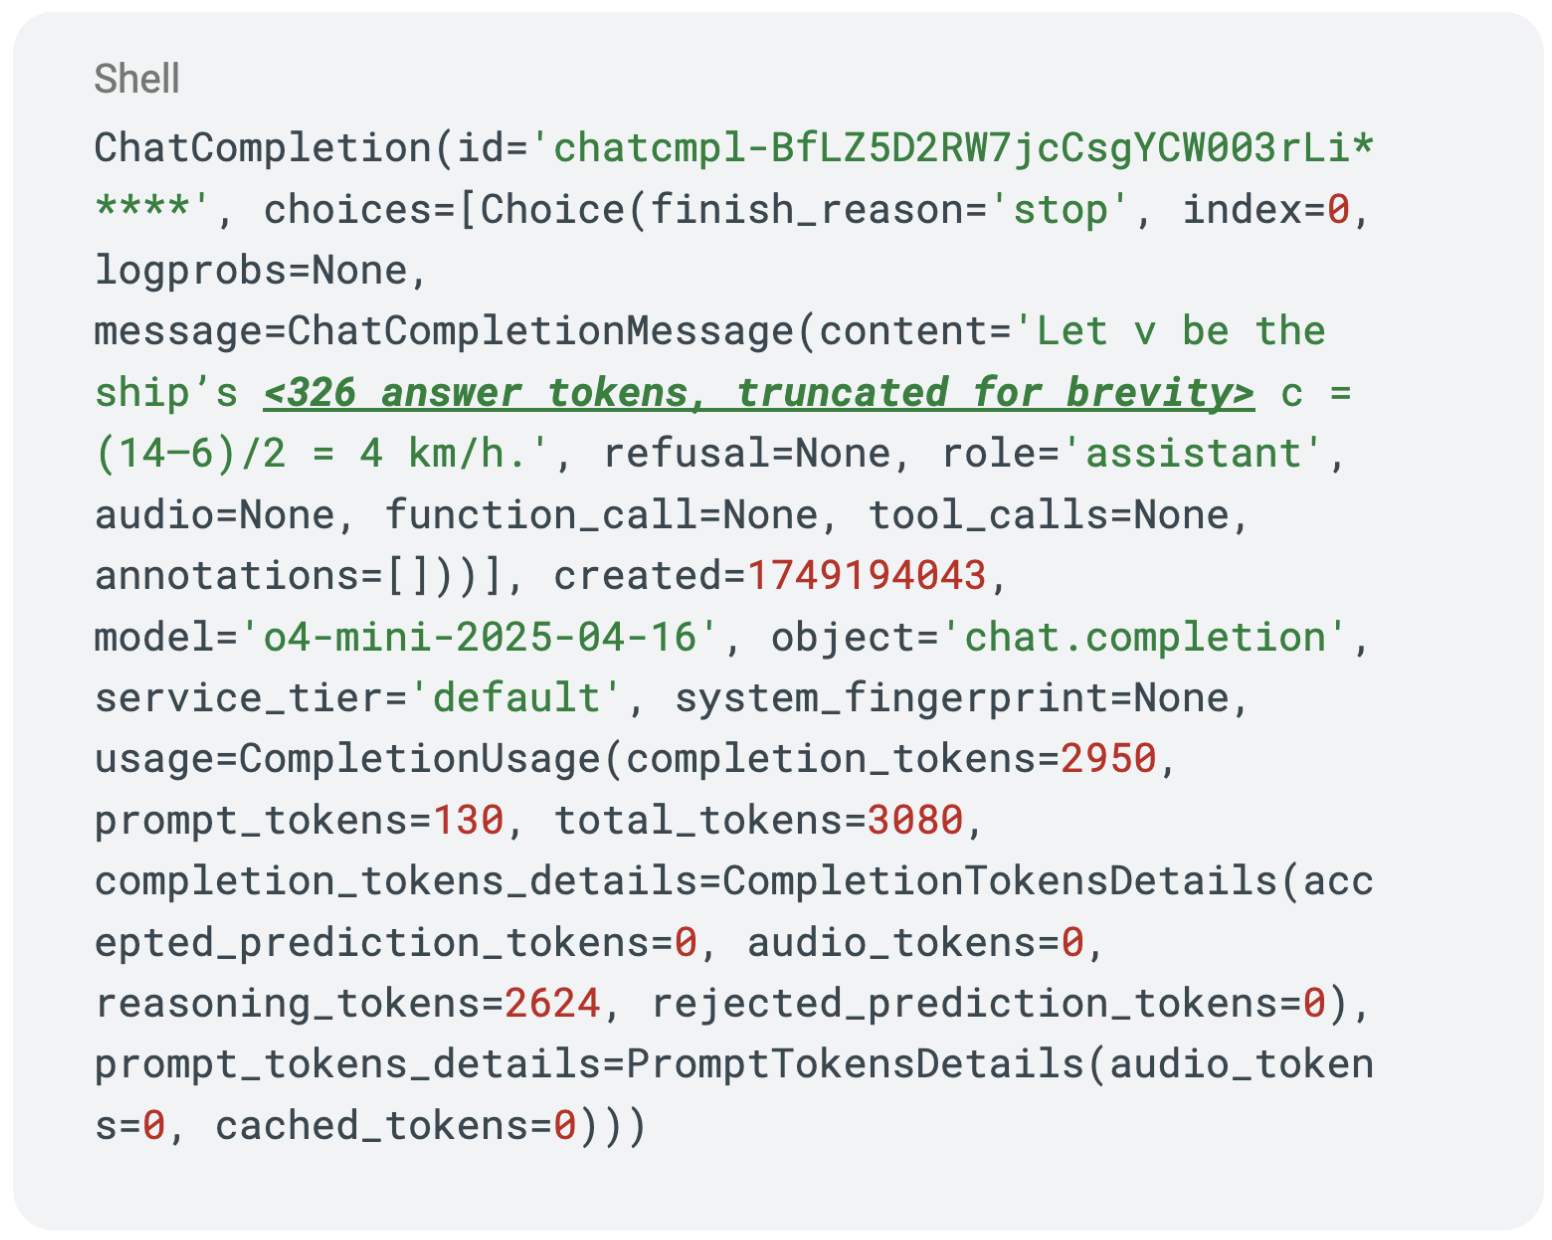 Shell
ChatCompletion(id='chatcmpl-BfLZ5D2RW7jcCsgYCW003rLi*
****', choices=[Choice(finish_reason='stop', index=0,
logprobs=None,
message=ChatCompletionMessage(content='Let v be the
ship’s <326 answer tokens, truncated for brevity> c =
(14–6)/2 = 4 km/h.', refusal=None, role='assistant',
audio=None, function_call=None, tool_calls=None,
annotations=[]))], created=1749194043,
model='o4-mini-2025-04-16', object='chat.completion',
service_tier='default', system_fingerprint=None,
usage=CompletionUsage(completion_tokens=2950,
prompt_tokens=130, total_tokens=3080,
completion_tokens_details=CompletionTokensDetails(acc
epted_prediction_tokens=0, audio_tokens=0,
reasoning_tokens=2624, rejected_prediction_tokens=0),
prompt_tokens_details=PromptTokensDetails(audio_token
s=0, cached_tokens=0)))